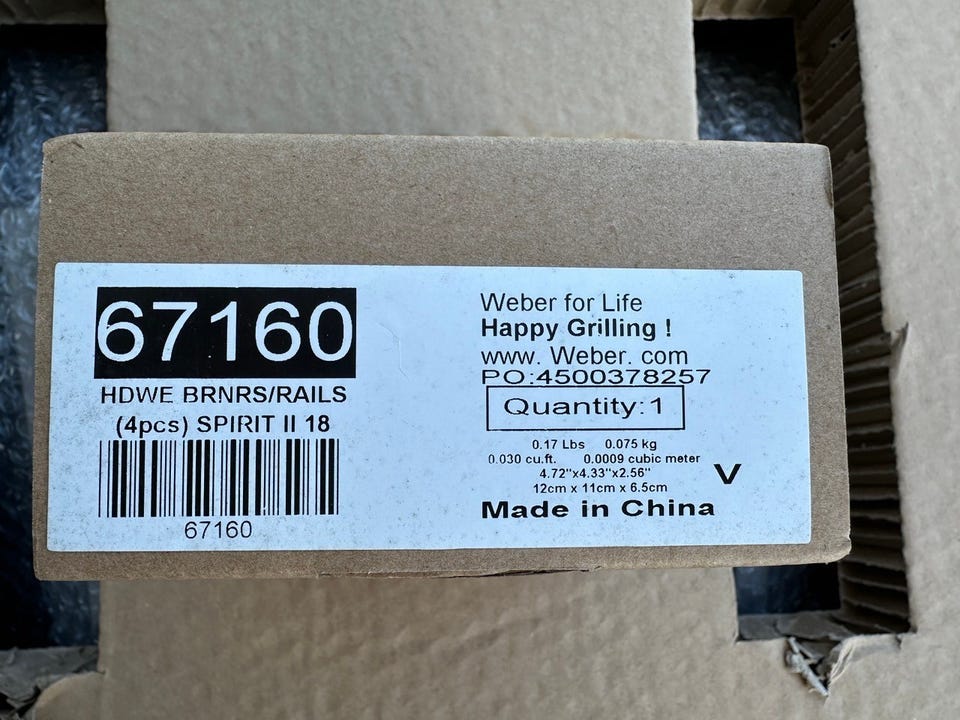 67160
HDWE BRNRS/RAILS
(4pcs) SPIRIT II 18
67160
Weber for Life
Happy Grilling !
www. Weber. com
PO:4500378257
Quantity:1
0.17 Lbs 0.075 kg
0.030 cu.ft. 0.0009 cubic meter
4.72"x4.33"x2.56"
12cm x 11cm x 6.5cm
V
Made in China